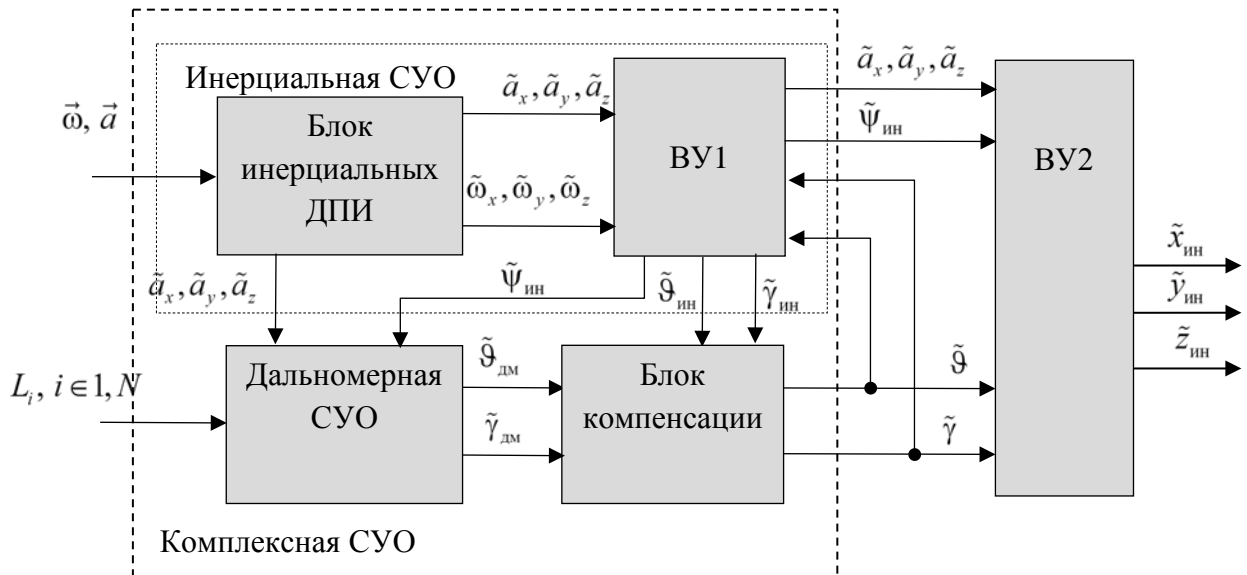 Инерциальная СУО
ω⃗, a⃗
Блок
инерциальных
ДПИ
ã_x, ã_y, ã_z
ω̃_x, ω̃_y, ω̃_z
ВУ1
ã_x, ã_y, ã_z
ψ̃_ин
ВУ2
x̃_ин
ỹ_ин
z̃_ин
ã_x, ã_y, ã_z
ψ̃_ин
ϑ̃_ин
γ̃_ин
L_i, i∈1, N
Дальномерная
СУО
ϑ̃_дм
γ̃_дм
Блок
компенсации
ϑ̃
γ̃
Комплексная СУО